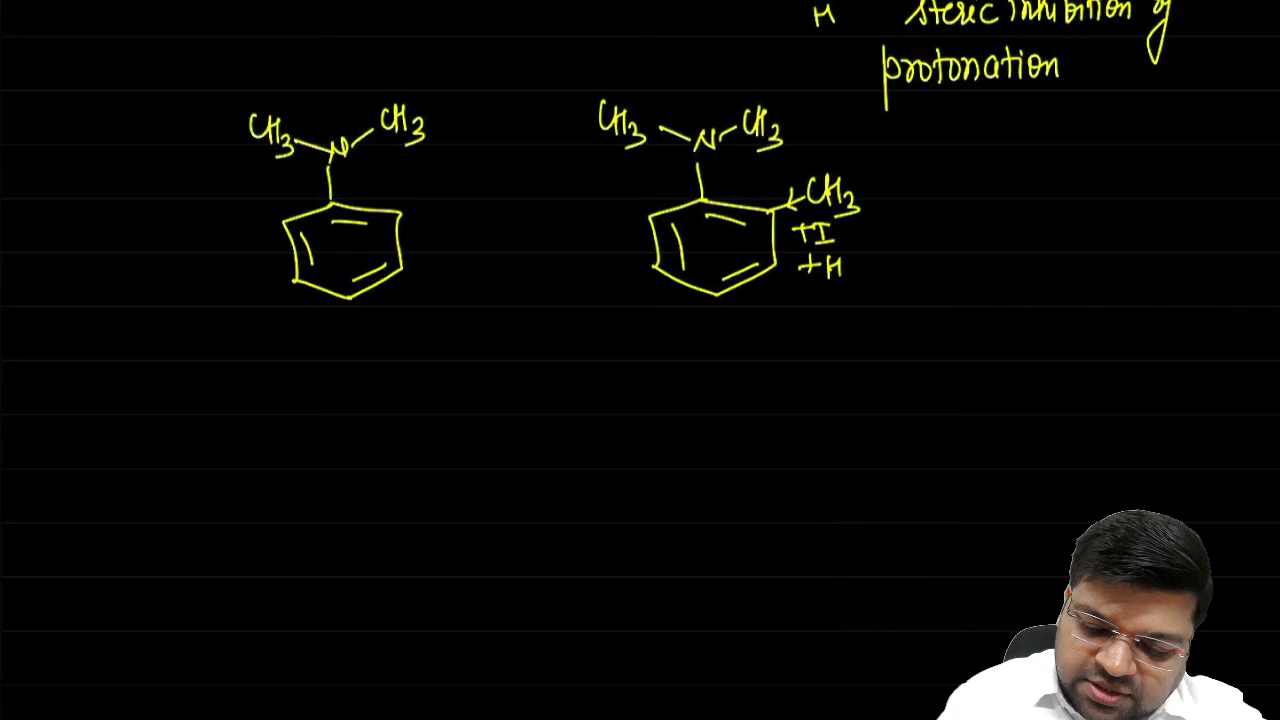 H steric inhibition of
protonation
CH3 N CH3
CH3 N CH3
CH3
+I
+H